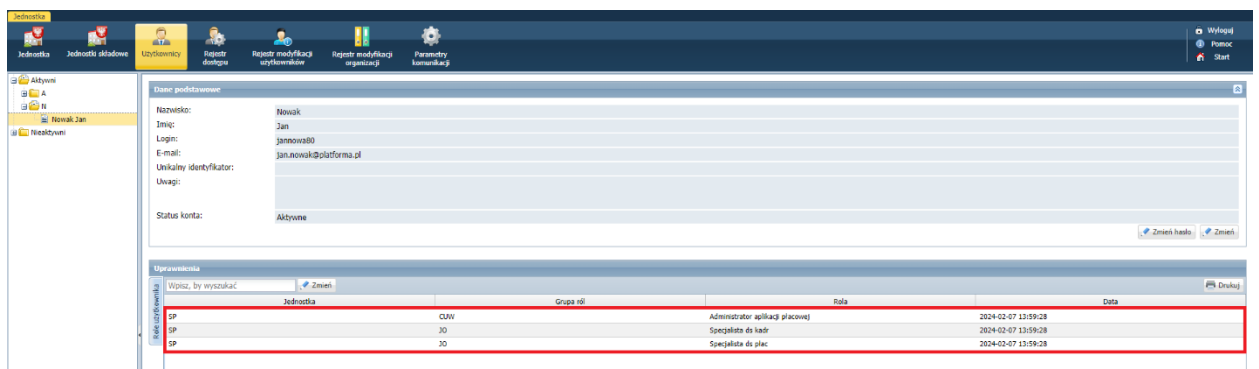 Jednostka
Jednostka
Jednostki składowe
Użytkownicy
Rejestr dostępu
Rejestr modyfikacji użytkowników
Rejestr modyfikacji organizacji
Parametry komunikacji
Wyloguj
Pomoc
Start
Aktywni
A
N
Nowak Jan
Nieaktywni
Dane podstawowe
Nazwisko: Nowak
Imię: Jan
Login: jannowa80
E-mail: jan.nowak@platforma.pl
Unikalny identyfikator:
Uwagi:
Status konta: Aktywne
Zmień hasło Zmień
Uprawnienia
Role użytkownika
Wpisz, by wyszukać Zmień Drukuj
Jednostka Grupa ról Rola Data
SP CUW Administrator aplikacji płacowej 2024-02-07 13:59:28
SP JO Specjalista ds kadr 2024-02-07 13:59:28
SP JO Specjalista ds płac 2024-02-07 13:59:28